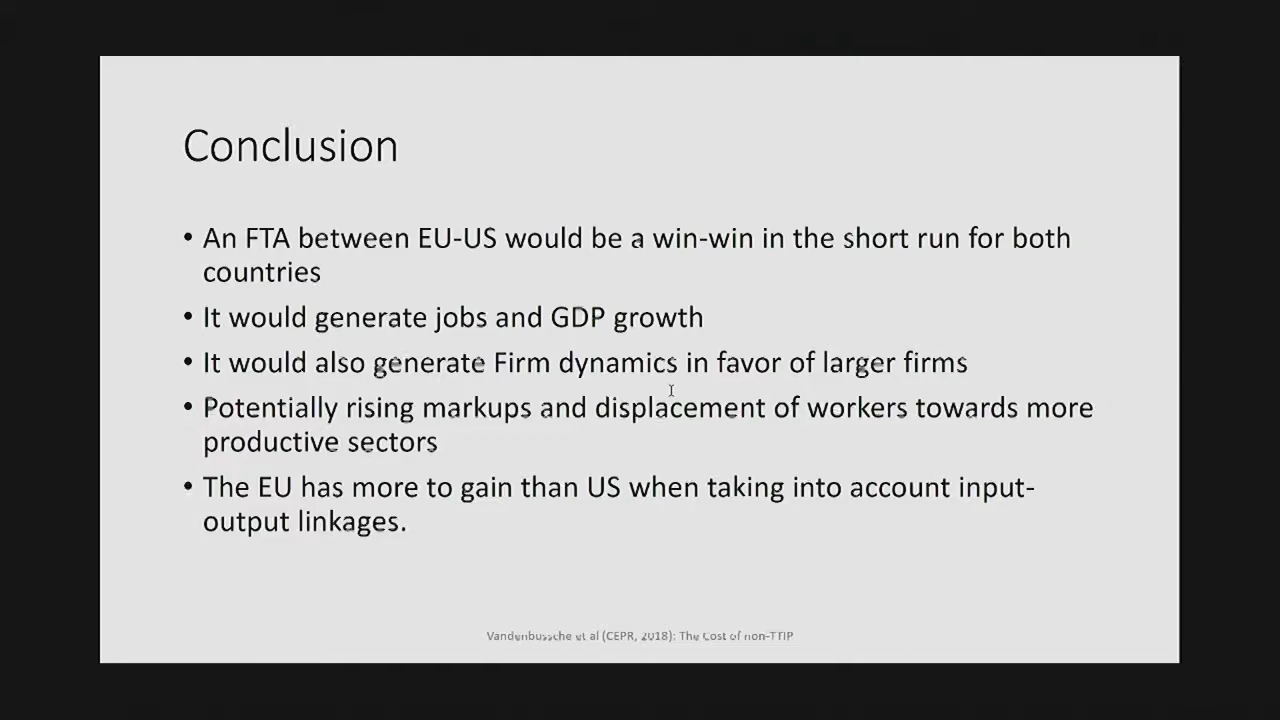 Conclusion
• An FTA between EU-US would be a win-win in the short run for both
countries
• It would generate jobs and GDP growth
• It would also generate Firm dynamics in favor of larger firms
• Potentially rising markups and displacement of workers towards more
productive sectors
• The EU has more to gain than US when taking into account input-
output linkages.
Vandenbussche et al (CEPR, 2018): The Cost of non-TTIP